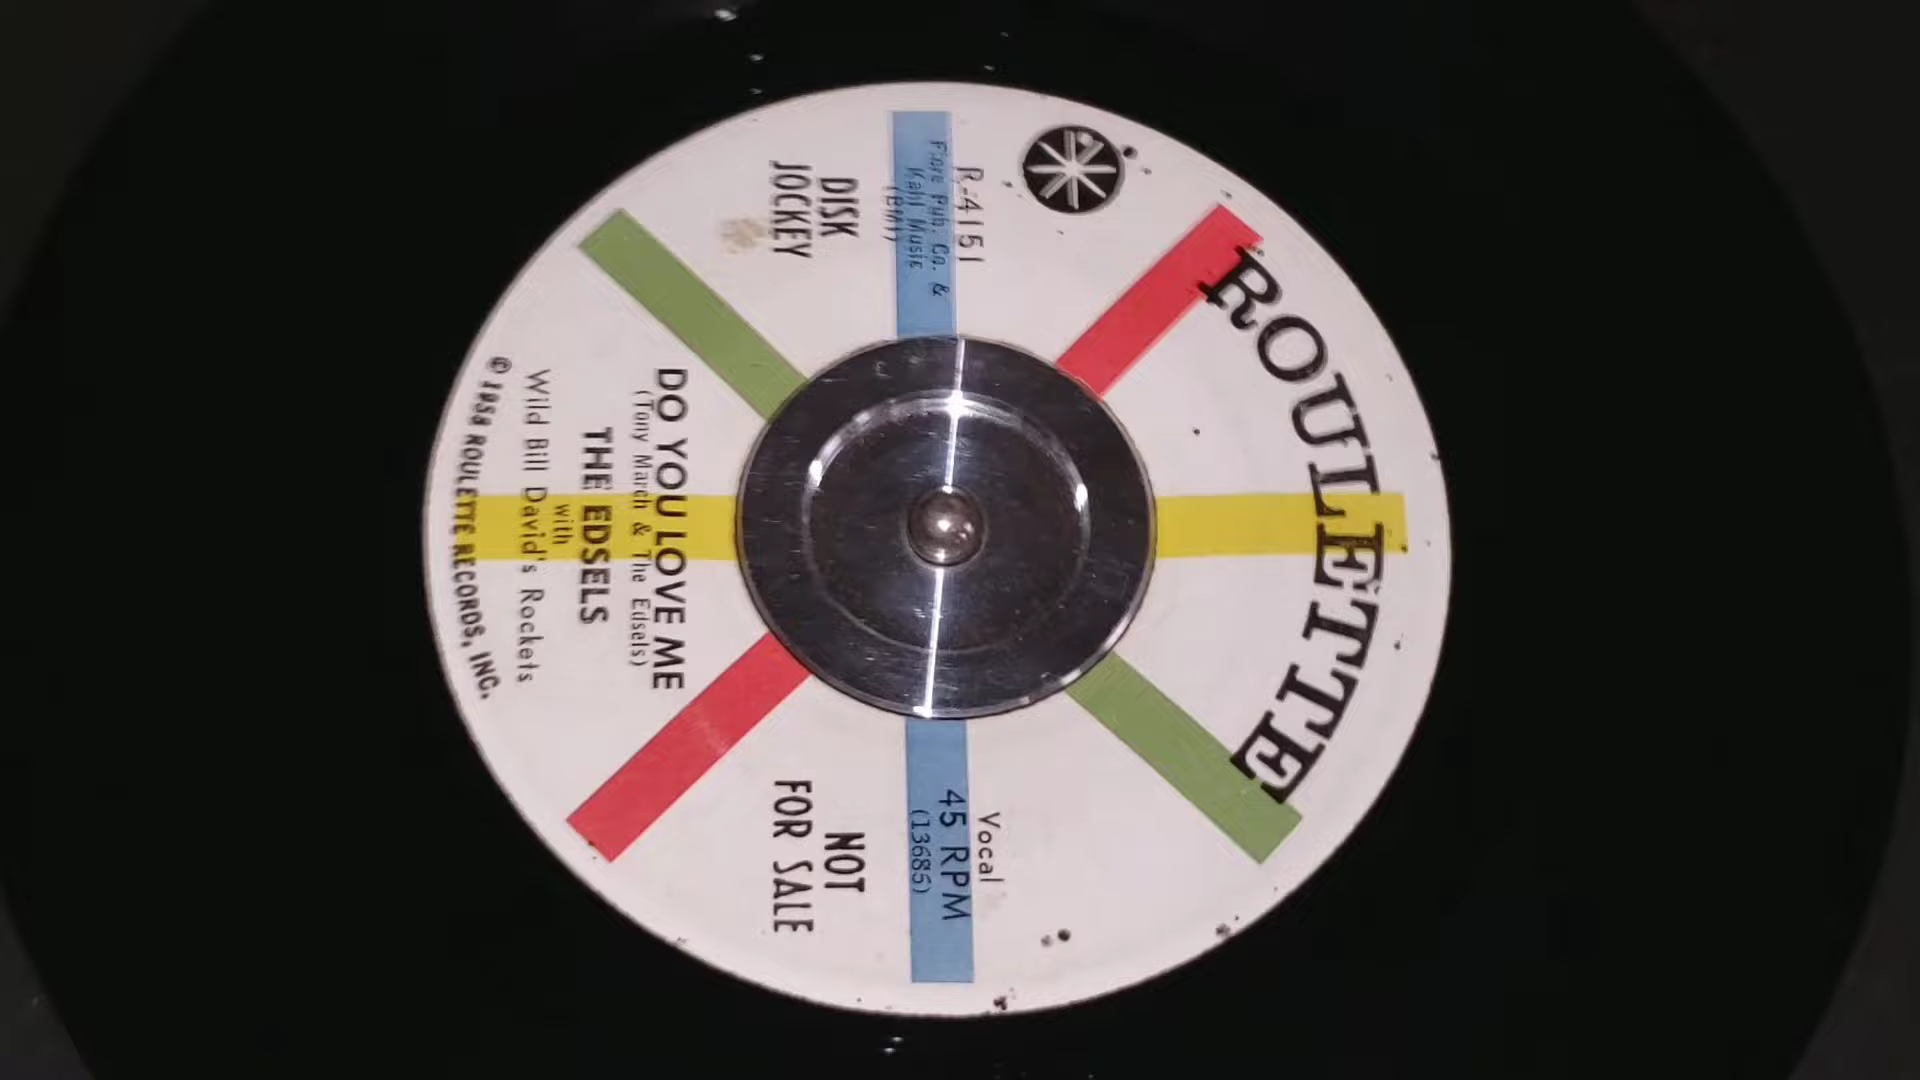 ROULETTE
R-4151
Fiore Pub. Co. &
Kahl Music
(BMI)
DISK
JOCKEY
Vocal
45 RPM
(13685)
NOT
FOR SALE
DO YOU LOVE ME
(Tony March & The Edsels)
THE EDSELS
with
Wild Bill David's Rockets
© 1958 ROULETTE RECORDS, INC.